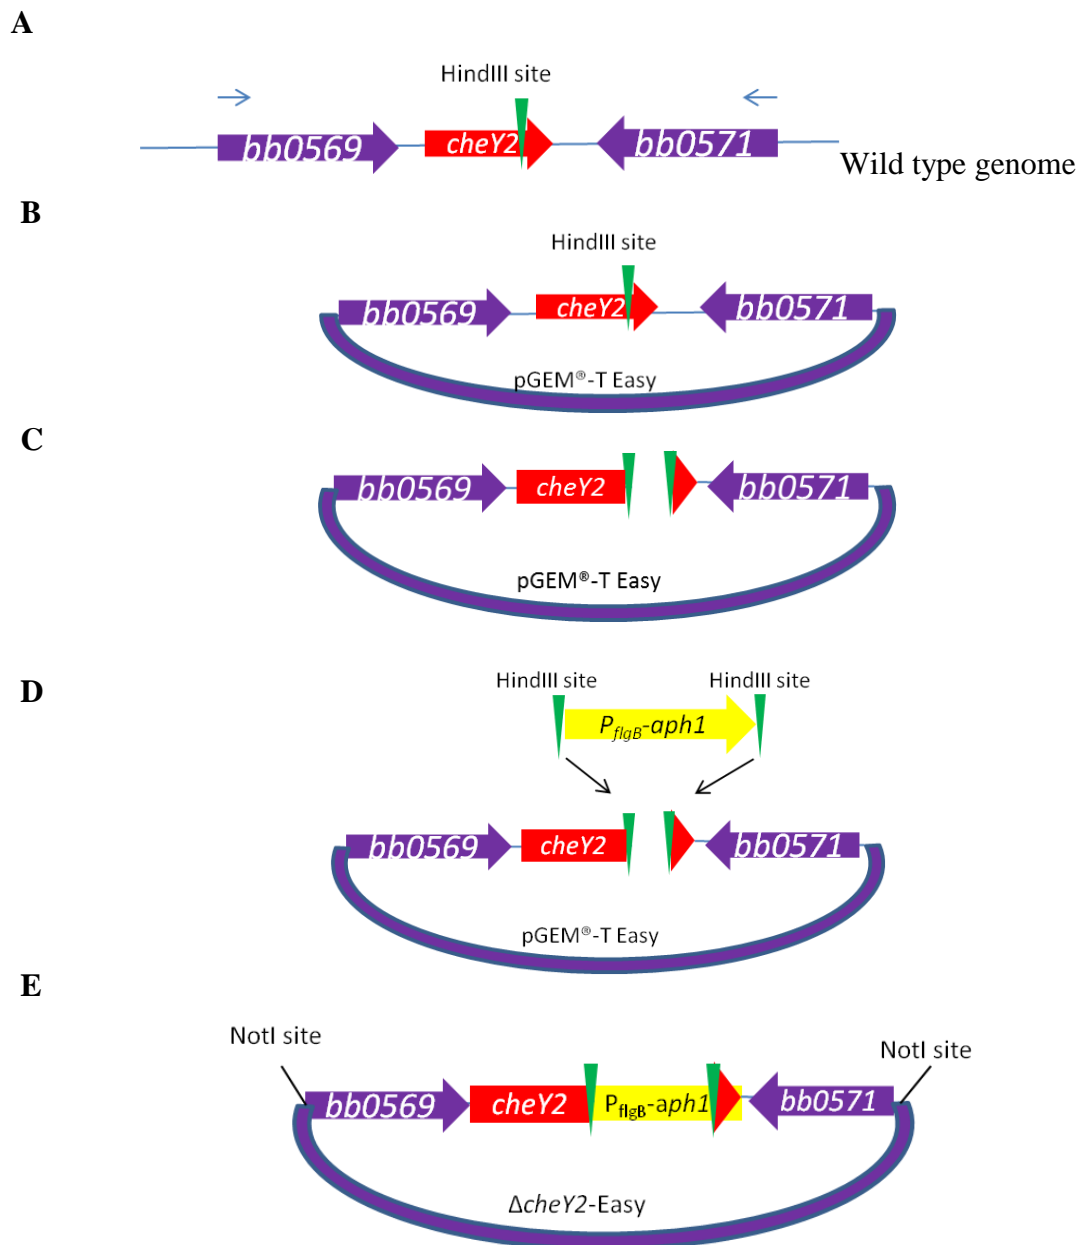 A
HindIII site
bb0569 cheY2 bb0571
Wild type genome
B
HindIII site
bb0569 cheY2 bb0571
pGEM®-T Easy
C
bb0569 cheY2 bb0571
pGEM®-T Easy
D
HindIII site HindIII site
PflgB-aph1
bb0569 cheY2 bb0571
pGEM®-T Easy
E
NotI site NotI site
bb0569 cheY2 PflgB-aph1 bb0571
ΔcheY2-Easy